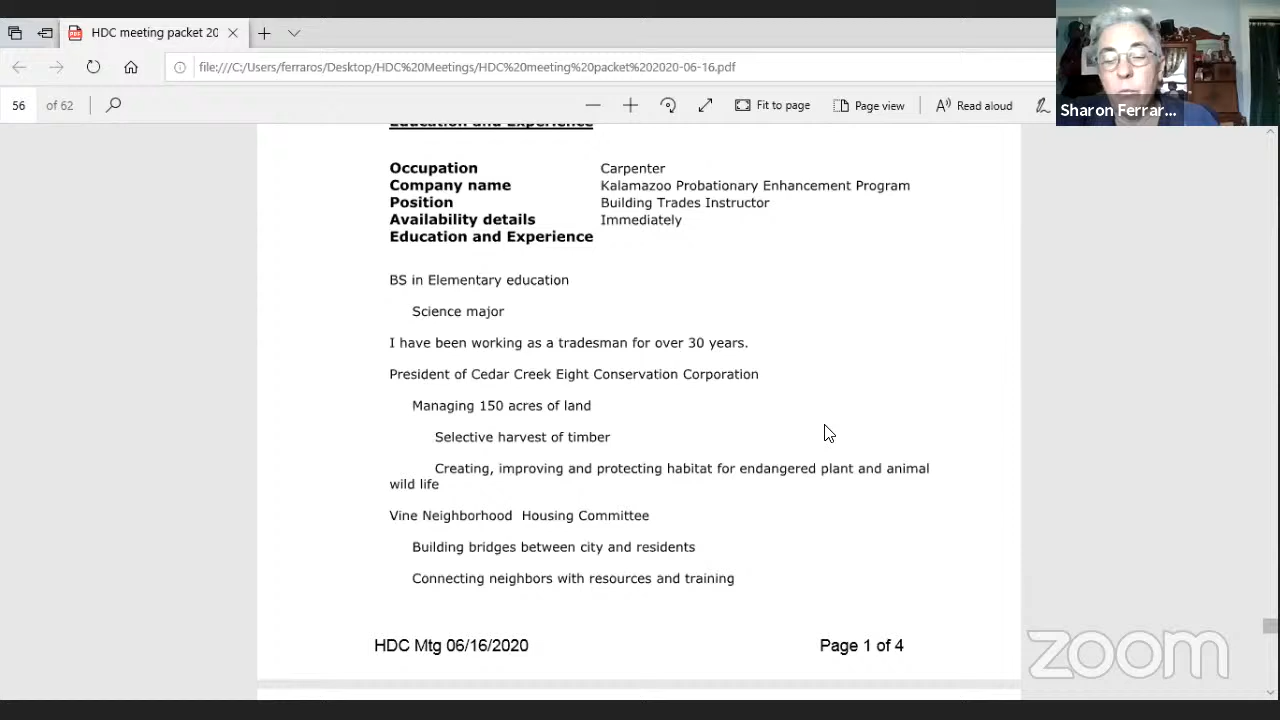 HDC meeting packet 20
file:///C:/Users/ferraros/Desktop/HDC%20Meetings/HDC%20meeting%20packet%202020-06-16.pdf
56 of 62
Fit to page
Page view
Read aloud
Sharon Ferrar...
Education and Experience
Occupation Carpenter
Company name Kalamazoo Probationary Enhancement Program
Position Building Trades Instructor
Availability details Immediately
Education and Experience
BS in Elementary education
Science major
I have been working as a tradesman for over 30 years.
President of Cedar Creek Eight Conservation Corporation
Managing 150 acres of land
Selective harvest of timber
Creating, improving and protecting habitat for endangered plant and animal
wild life
Vine Neighborhood  Housing Committee
Building bridges between city and residents
Connecting neighbors with resources and training
HDC Mtg 06/16/2020 Page 1 of 4
zoom